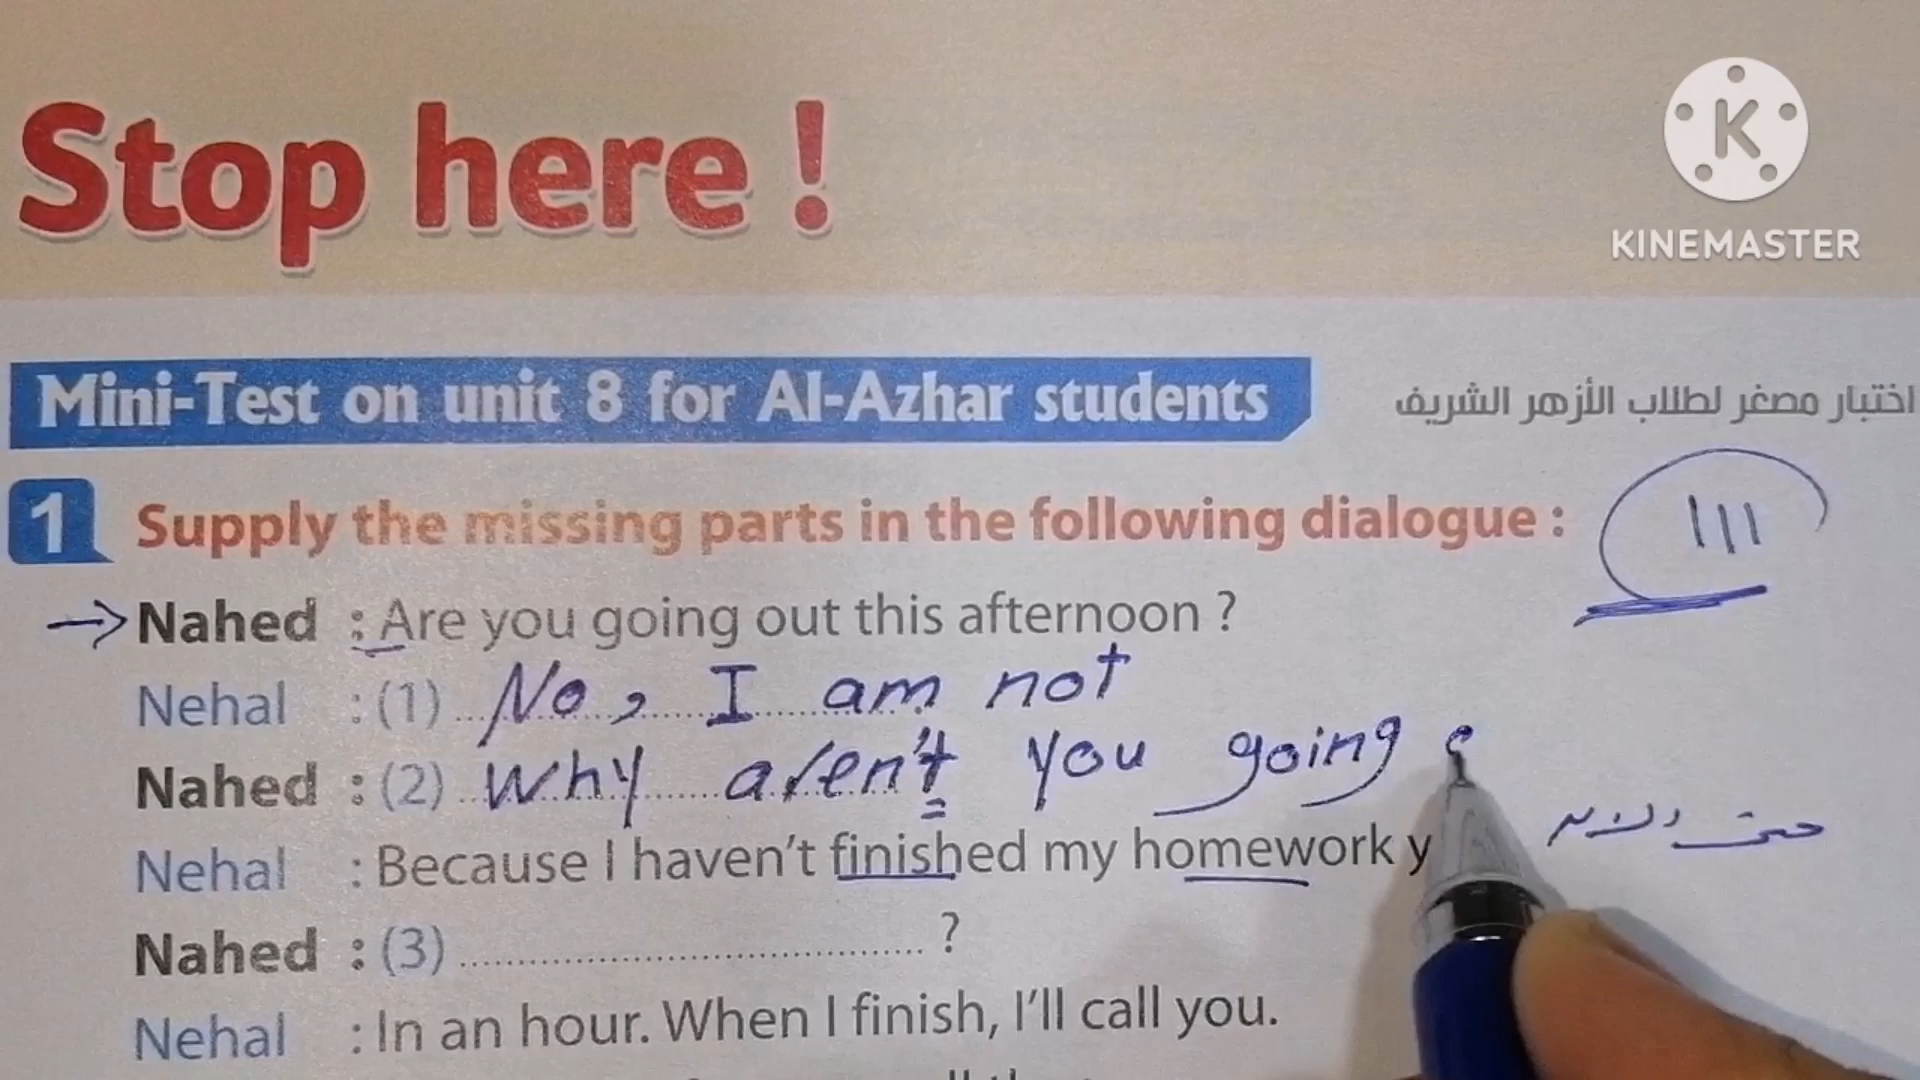 Stop here !
K
KINEMASTER
Mini-Test on unit 8 for Al-Azhar students
اختبار مصغر لطلاب الأزهر الشريف
1 Supply the missing parts in the following dialogue :
111
→ Nahed : Are you going out this afternoon ?
Nehal : (1) No, I am not
Nahed : (2) Why aren't you going
Nehal : Because I haven't finished my homework y
Nahed : (3) ........................................ ?
Nehal : In an hour. When I finish, I'll call you.